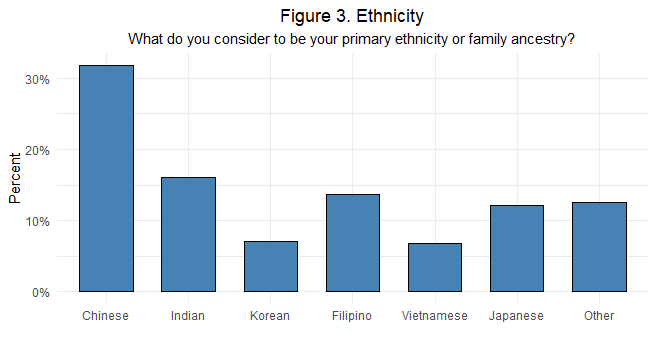 Figure 3. Ethnicity
What do you consider to be your primary ethnicity or family ancestry?
Percent
30%
20%
10%
0%
Chinese Indian Korean Filipino Vietnamese Japanese Other